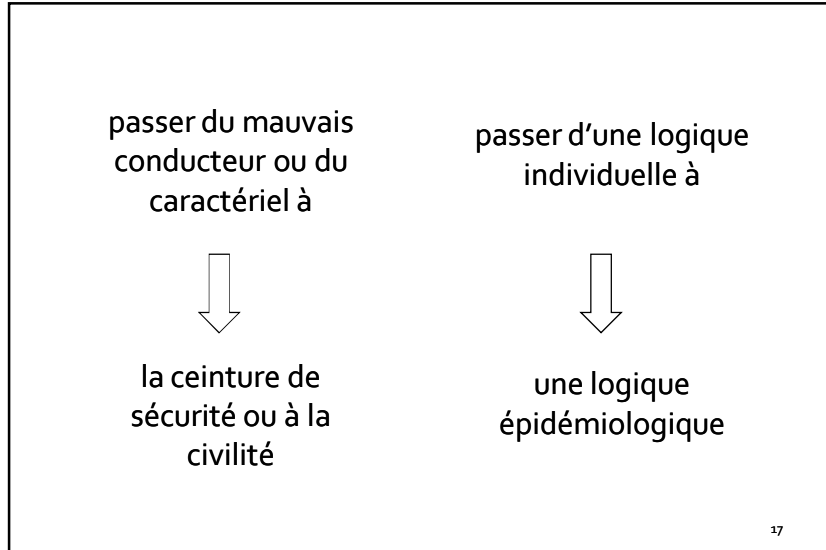 passer du mauvais
conducteur ou du
caractériel à
la ceinture de
sécurité ou à la
civilité
passer d’une logique
individuelle à
une logique
épidémiologique
17